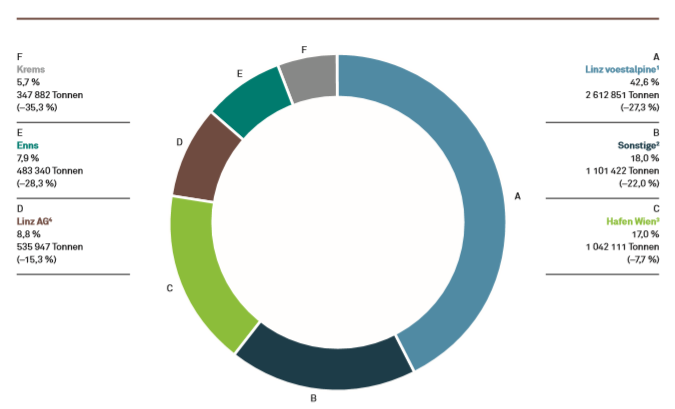 F
Krems
5,7 %
347 882 Tonnen
(–35,3 %)
E
Enns
7,9 %
483 340 Tonnen
(–28,3 %)
D
Linz AG⁴
8,8 %
535 947 Tonnen
(–15,3 %)
F
E
D
C
B
A
A
Linz voestalpine¹
42,6 %
2 612 851 Tonnen
(–27,3 %)
B
Sonstige²
18,0 %
1 101 422 Tonnen
(–22,0 %)
C
Hafen Wien³
17,0 %
1 042 111 Tonnen
(–7,7 %)